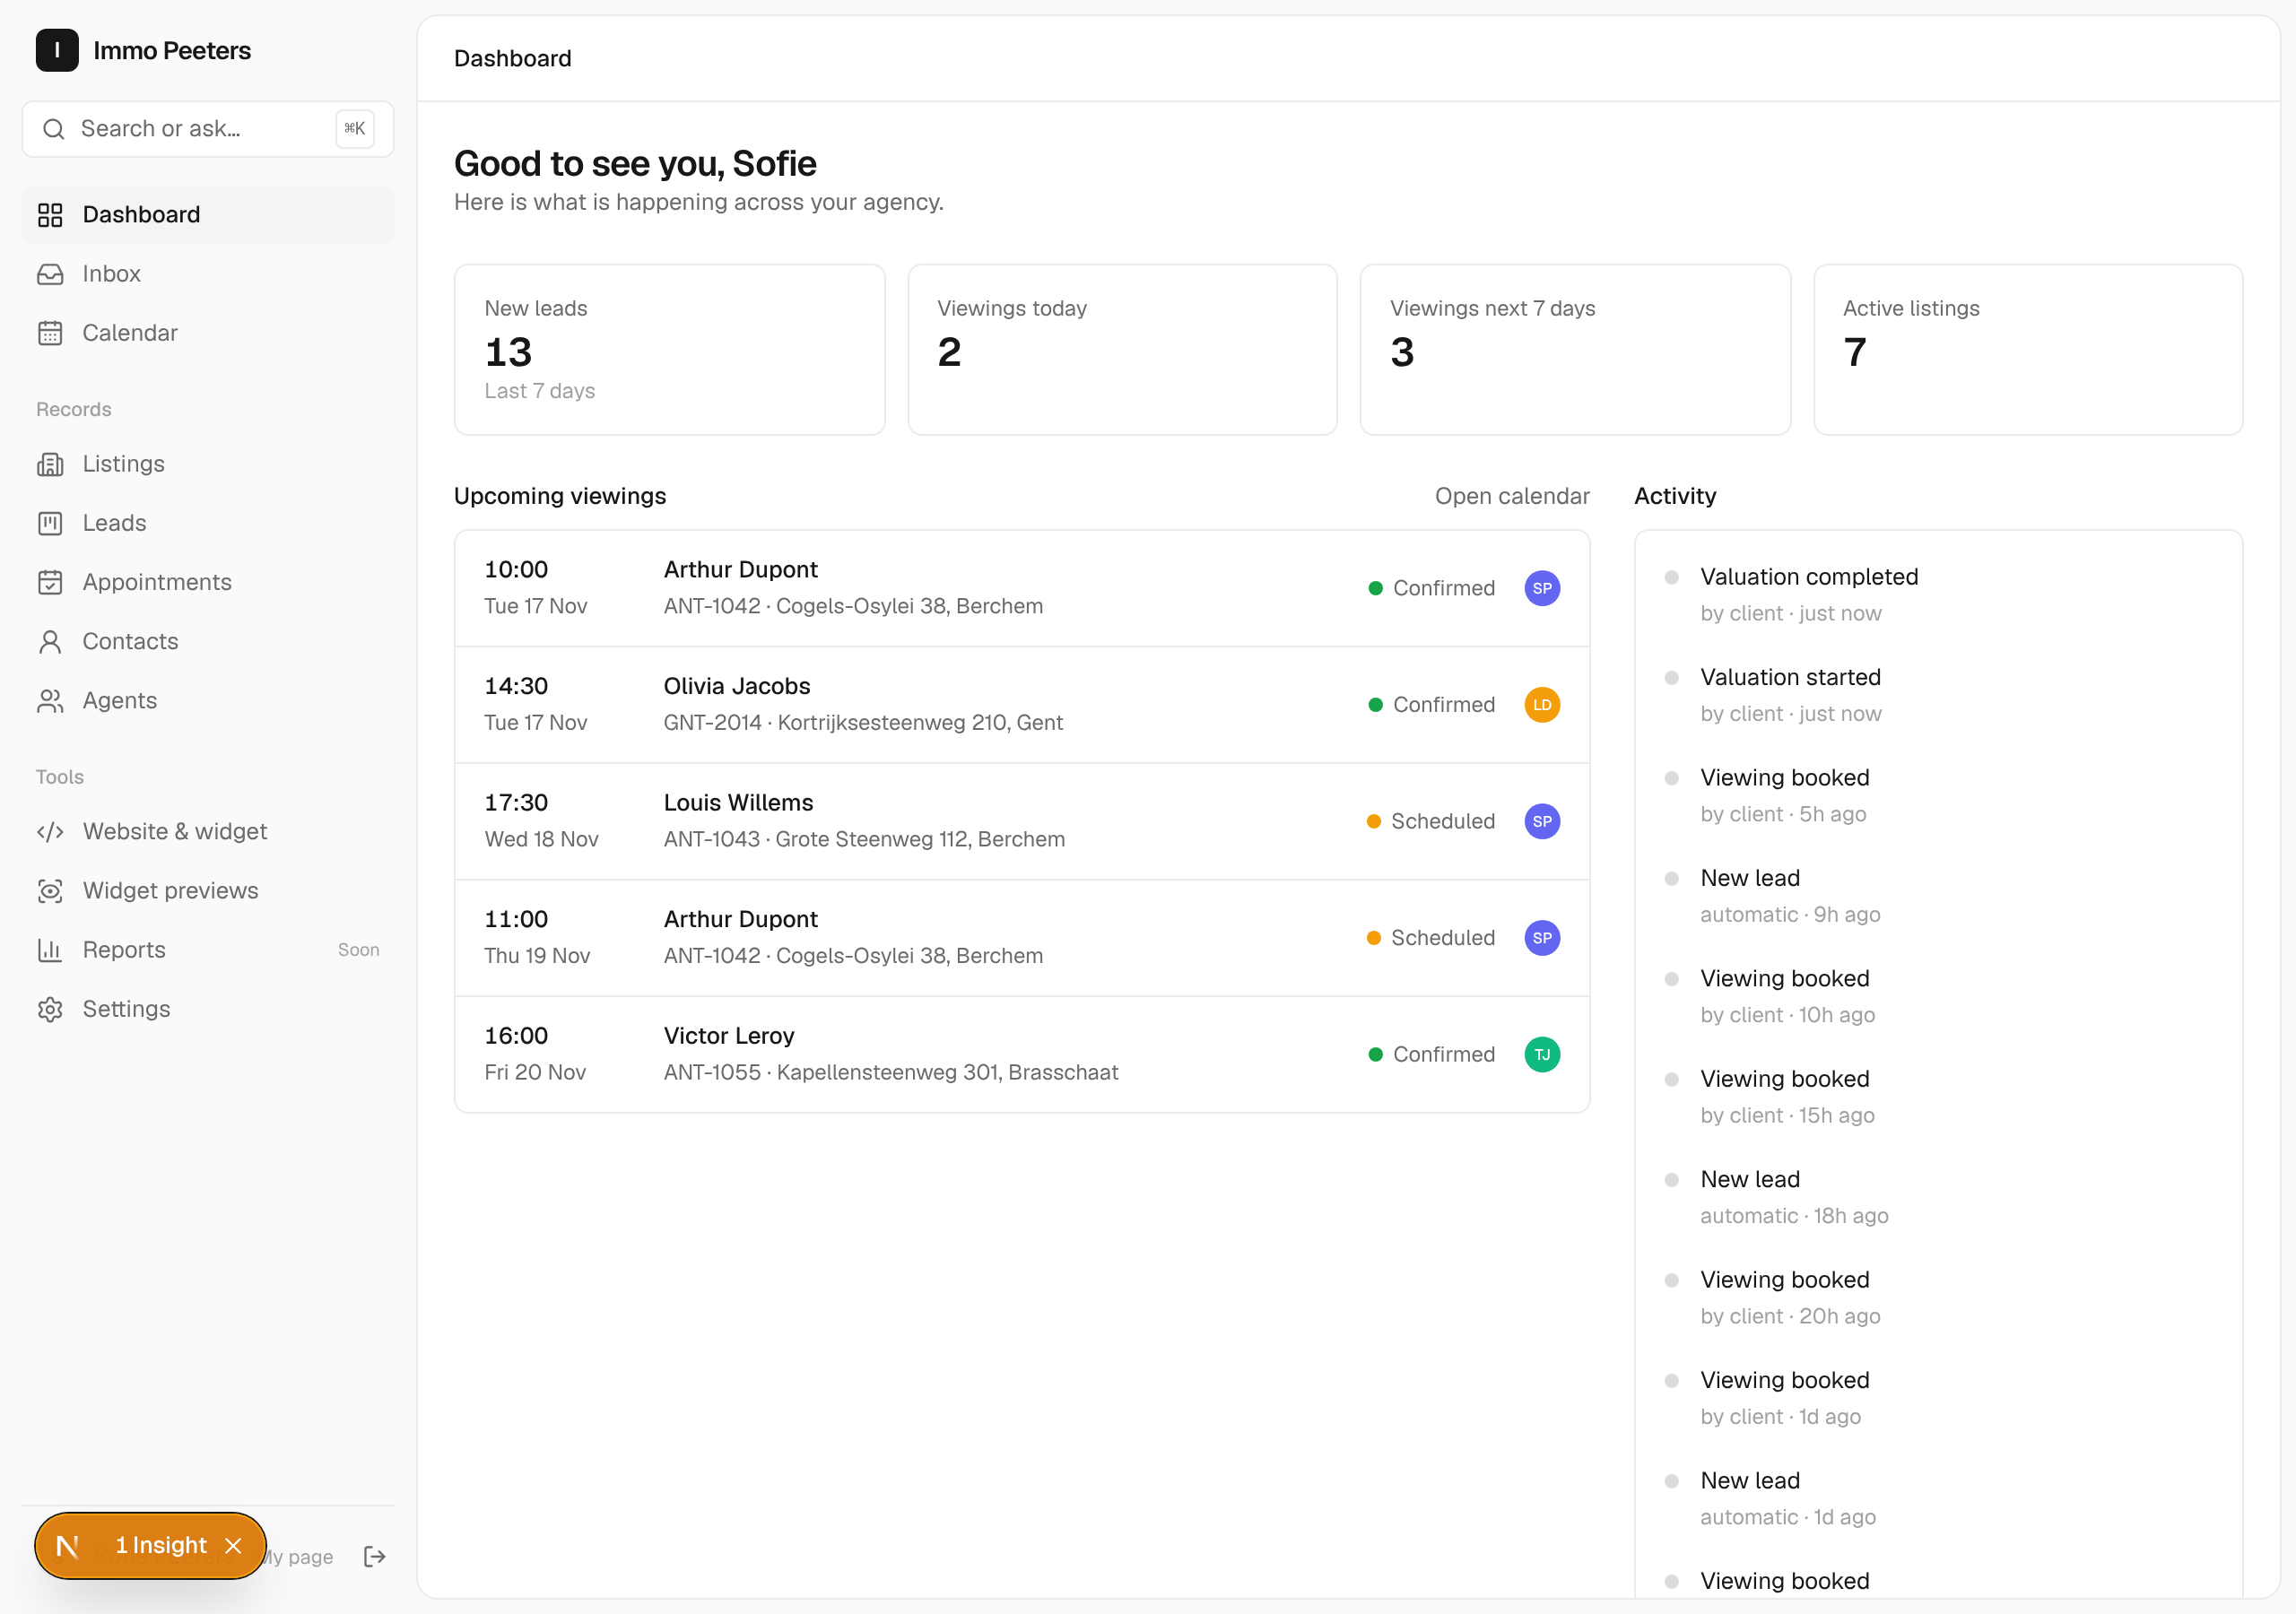 I Immo Peeters
Search or ask... ⌘K
Dashboard
Inbox
Calendar
Records
Listings
Leads
Appointments
Contacts
Agents
Tools
Website & widget
Widget previews
Reports Soon
Settings
N 1 Insight
My page
Dashboard
Good to see you, Sofie
Here is what is happening across your agency.
New leads
13
Last 7 days
Viewings today
2
Viewings next 7 days
3
Active listings
7
Upcoming viewings Open calendar
10:00 Arthur Dupont
Tue 17 Nov ANT-1042 · Cogels-Osylei 38, Berchem
Confirmed SP
14:30 Olivia Jacobs
Tue 17 Nov GNT-2014 · Kortrijksesteenweg 210, Gent
Confirmed LD
17:30 Louis Willems
Wed 18 Nov ANT-1043 · Grote Steenweg 112, Berchem
Scheduled SP
11:00 Arthur Dupont
Thu 19 Nov ANT-1042 · Cogels-Osylei 38, Berchem
Scheduled SP
16:00 Victor Leroy
Fri 20 Nov ANT-1055 · Kapellensteenweg 301, Brasschaat
Confirmed TJ
Activity
Valuation completed
by client · just now
Valuation started
by client · just now
Viewing booked
by client · 5h ago
New lead
automatic · 9h ago
Viewing booked
by client · 10h ago
Viewing booked
by client · 15h ago
New lead
automatic · 18h ago
Viewing booked
by client · 20h ago
Viewing booked
by client · 1d ago
New lead
automatic · 1d ago
Viewing booked